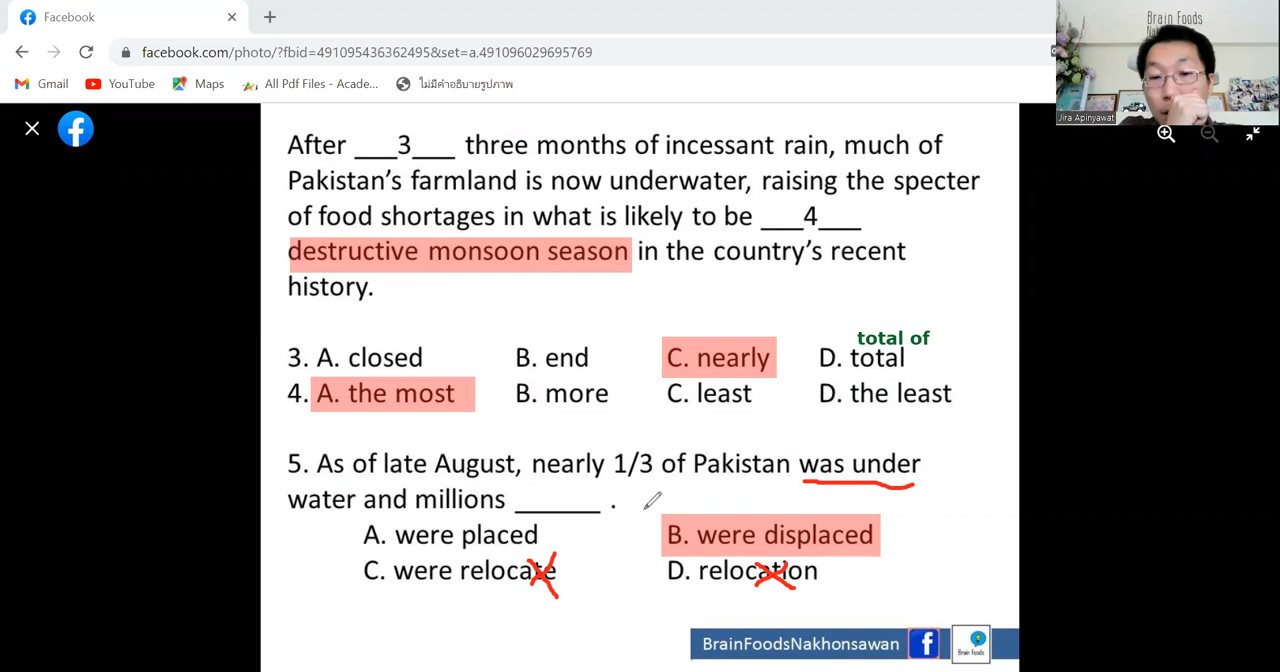 Facebook
facebook.com/photo/?fbid=491095436362495&set=a.491096029695769
Gmail YouTube Maps All Pdf Files - Acade... ไม่มีคำอธิบายรูปภาพ
Brain Foods
Jira Apinyawat
After ___3___ three months of incessant rain, much of
Pakistan’s farmland is now underwater, raising the specter
of food shortages in what is likely to be ___4___
destructive monsoon season in the country’s recent
history.
total of
3. A. closed B. end C. nearly D. total
4. A. the most B. more C. least D. the least
5. As of late August, nearly 1/3 of Pakistan was under
water and millions ______ .
A. were placed B. were displaced
C. were relocate D. relocation
BrainFoodsNakhonsawan
Brain Foods